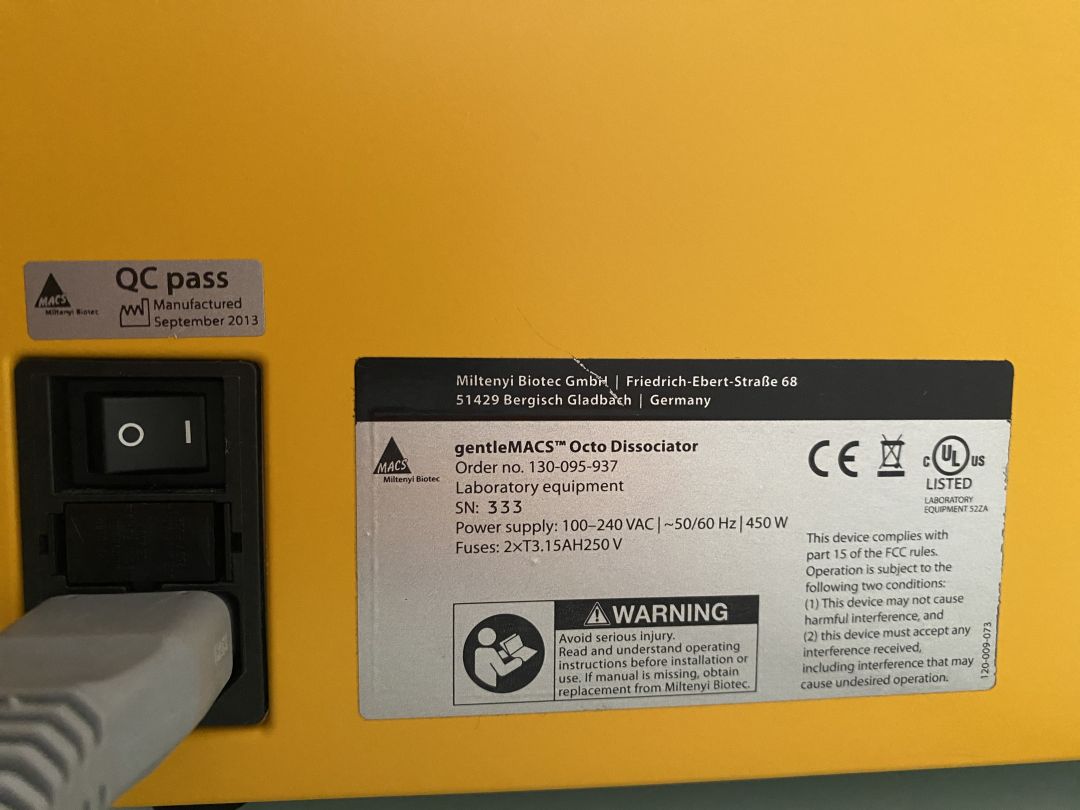 QC pass
MACS
Miltenyi Biotec
Manufactured
September 2013
O I
Miltenyi Biotec GmbH | Friedrich-Ebert-Straße 68
51429 Bergisch Gladbach | Germany
MACS
Miltenyi Biotec
gentleMACS™ Octo Dissociator
Order no. 130-095-937
Laboratory equipment
SN: 333
Power supply: 100–240 VAC | ~50/60 Hz | 450 W
Fuses: 2×T3.15AH250 V
CE
C UL US
LISTED
LABORATORY
EQUIPMENT 52ZA
This device complies with
part 15 of the FCC rules.
Operation is subject to the
following two conditions:
(1) This device may not cause
harmful interference, and
(2) this device must accept any
interference received,
including interference that may
cause undesired operation.
120-009-073
WARNING
Avoid serious injury.
Read and understand operating
instructions before installation or
use. If manual is missing, obtain
replacement from Miltenyi Biotec.